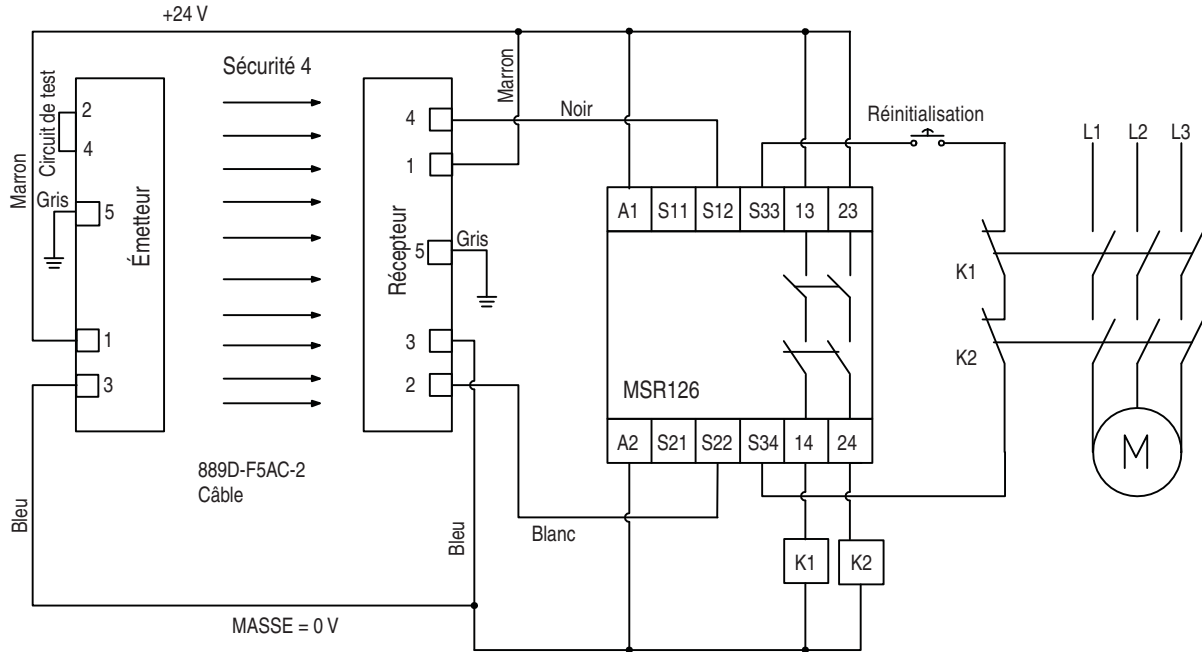 +24 V
Sécurité 4
Circuit de test
2
4
Marron
Gris
5
Émetteur
1
3
Bleu
889D-F5AC-2
Câble
MASSE = 0 V
Récepteur
4
1
5
Gris
3
2
Marron
Noir
Bleu
Blanc
Réinitialisation
A1 S11 S12 S33 13 23
MSR126
A2 S21 S22 S34 14 24
K1 K2
L1 L2 L3
K1
K2
M